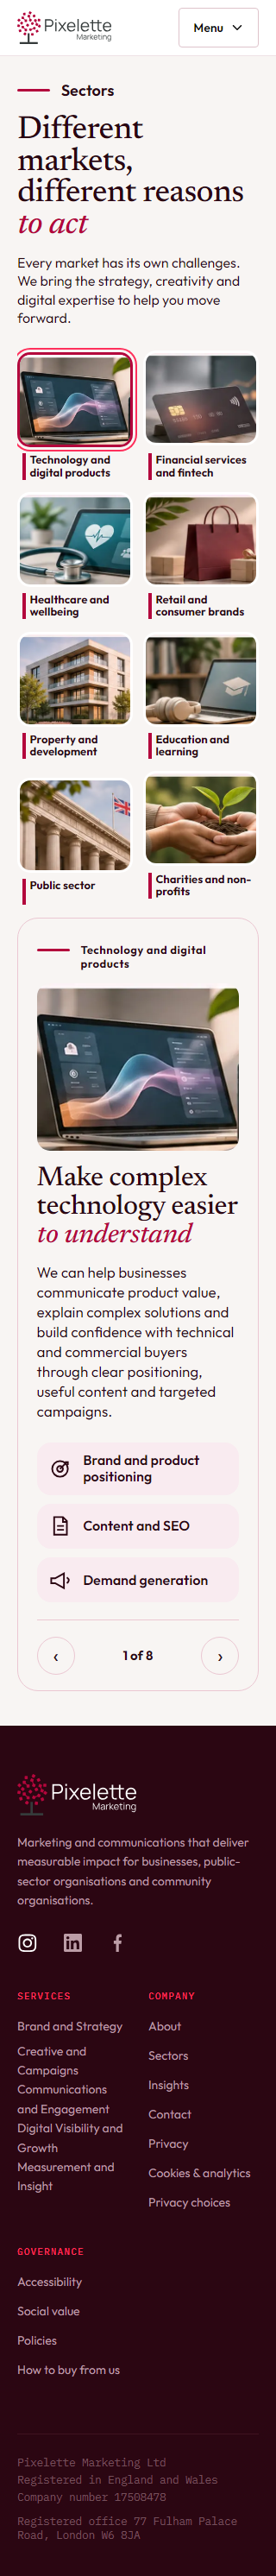 Pixelette
Marketing
Menu
Sectors
Different
markets,
different reasons
to act
Every market has its own challenges.
We bring the strategy, creativity and
digital expertise to help you move
forward.
Technology and
digital products
Financial services
and fintech
Healthcare and
wellbeing
Retail and
consumer brands
Property and
development
Education and
learning
Public sector
Charities and non-
profits
Technology and digital
products
Make complex
technology easier
to understand
We can help businesses
communicate product value,
explain complex solutions and
build confidence with technical
and commercial buyers
through clear positioning,
useful content and targeted
campaigns.
Brand and product
positioning
Content and SEO
Demand generation
‹
1 of 8
›
Pixelette
Marketing
Marketing and communications that deliver
measurable impact for businesses, public-
sector organisations and community
organisations.
SERVICES
Brand and Strategy
Creative and
Campaigns
Communications
and Engagement
Digital Visibility and
Growth
Measurement and
Insight
COMPANY
About
Sectors
Insights
Contact
Privacy
Cookies & analytics
Privacy choices
GOVERNANCE
Accessibility
Social value
Policies
How to buy from us
Pixelette Marketing Ltd
Registered in England and Wales
Company number 17508478
Registered office 77 Fulham Palace
Road, London W6 8JA